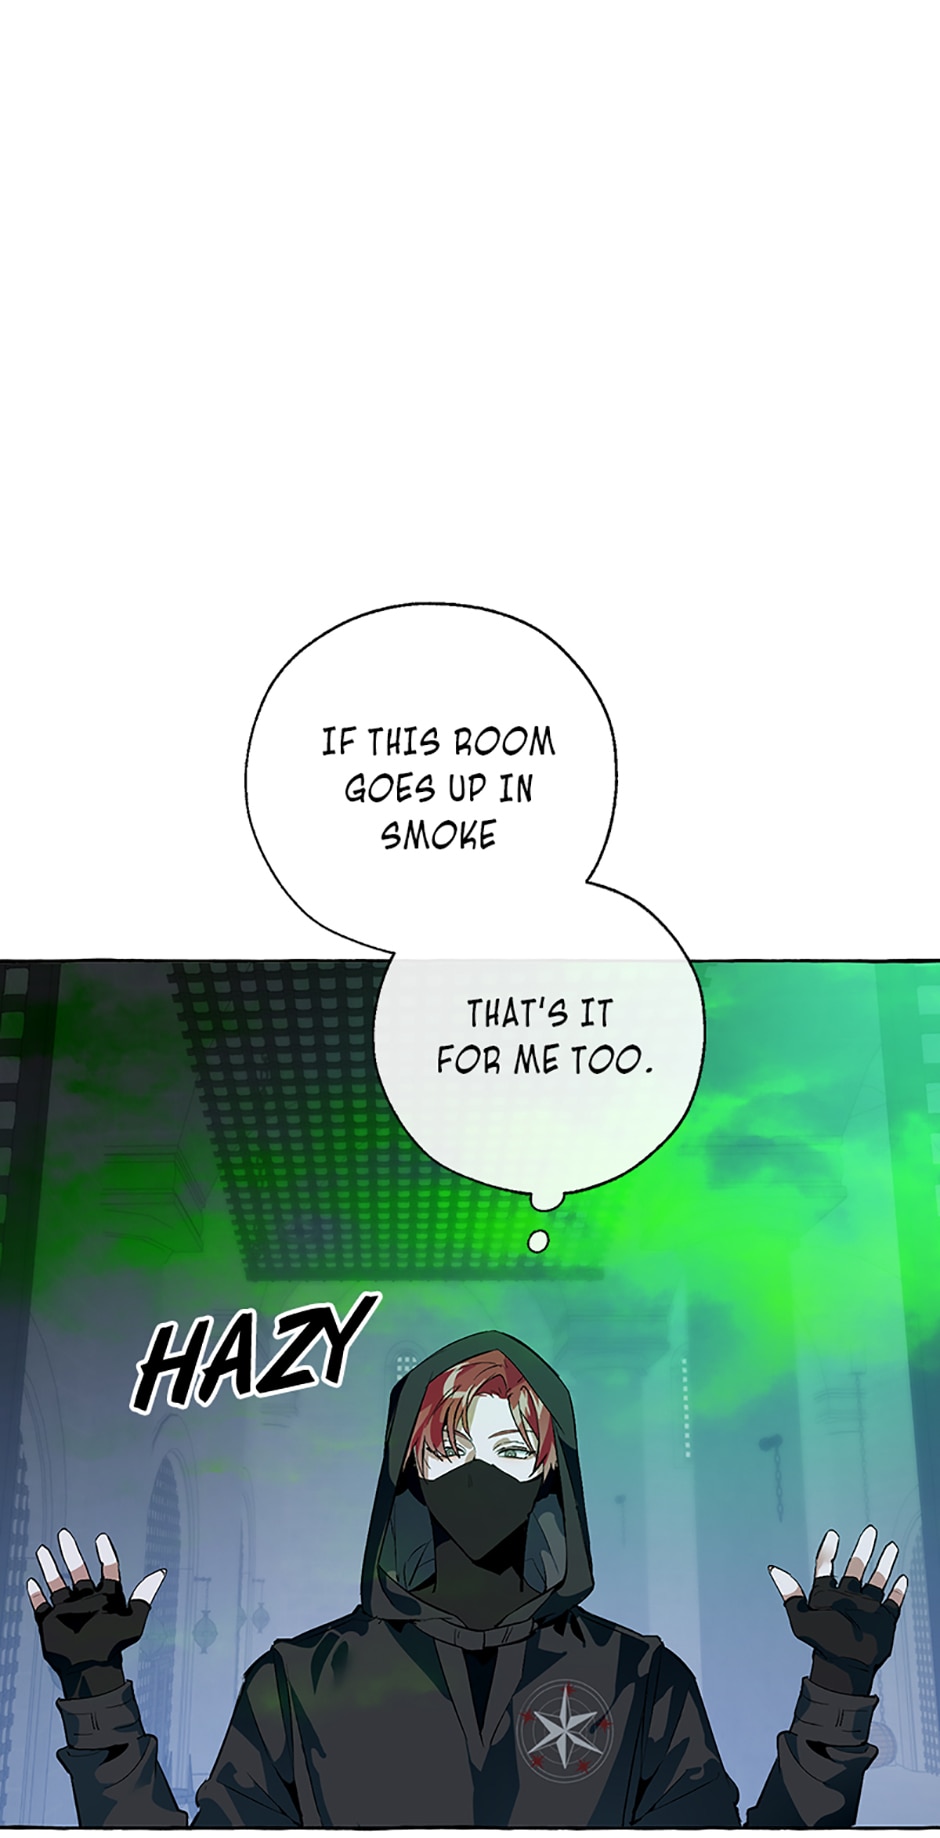 IF THIS ROOM
GOES UP IN
SMOKE
THAT'S IT
FOR ME TOO.
HAZY